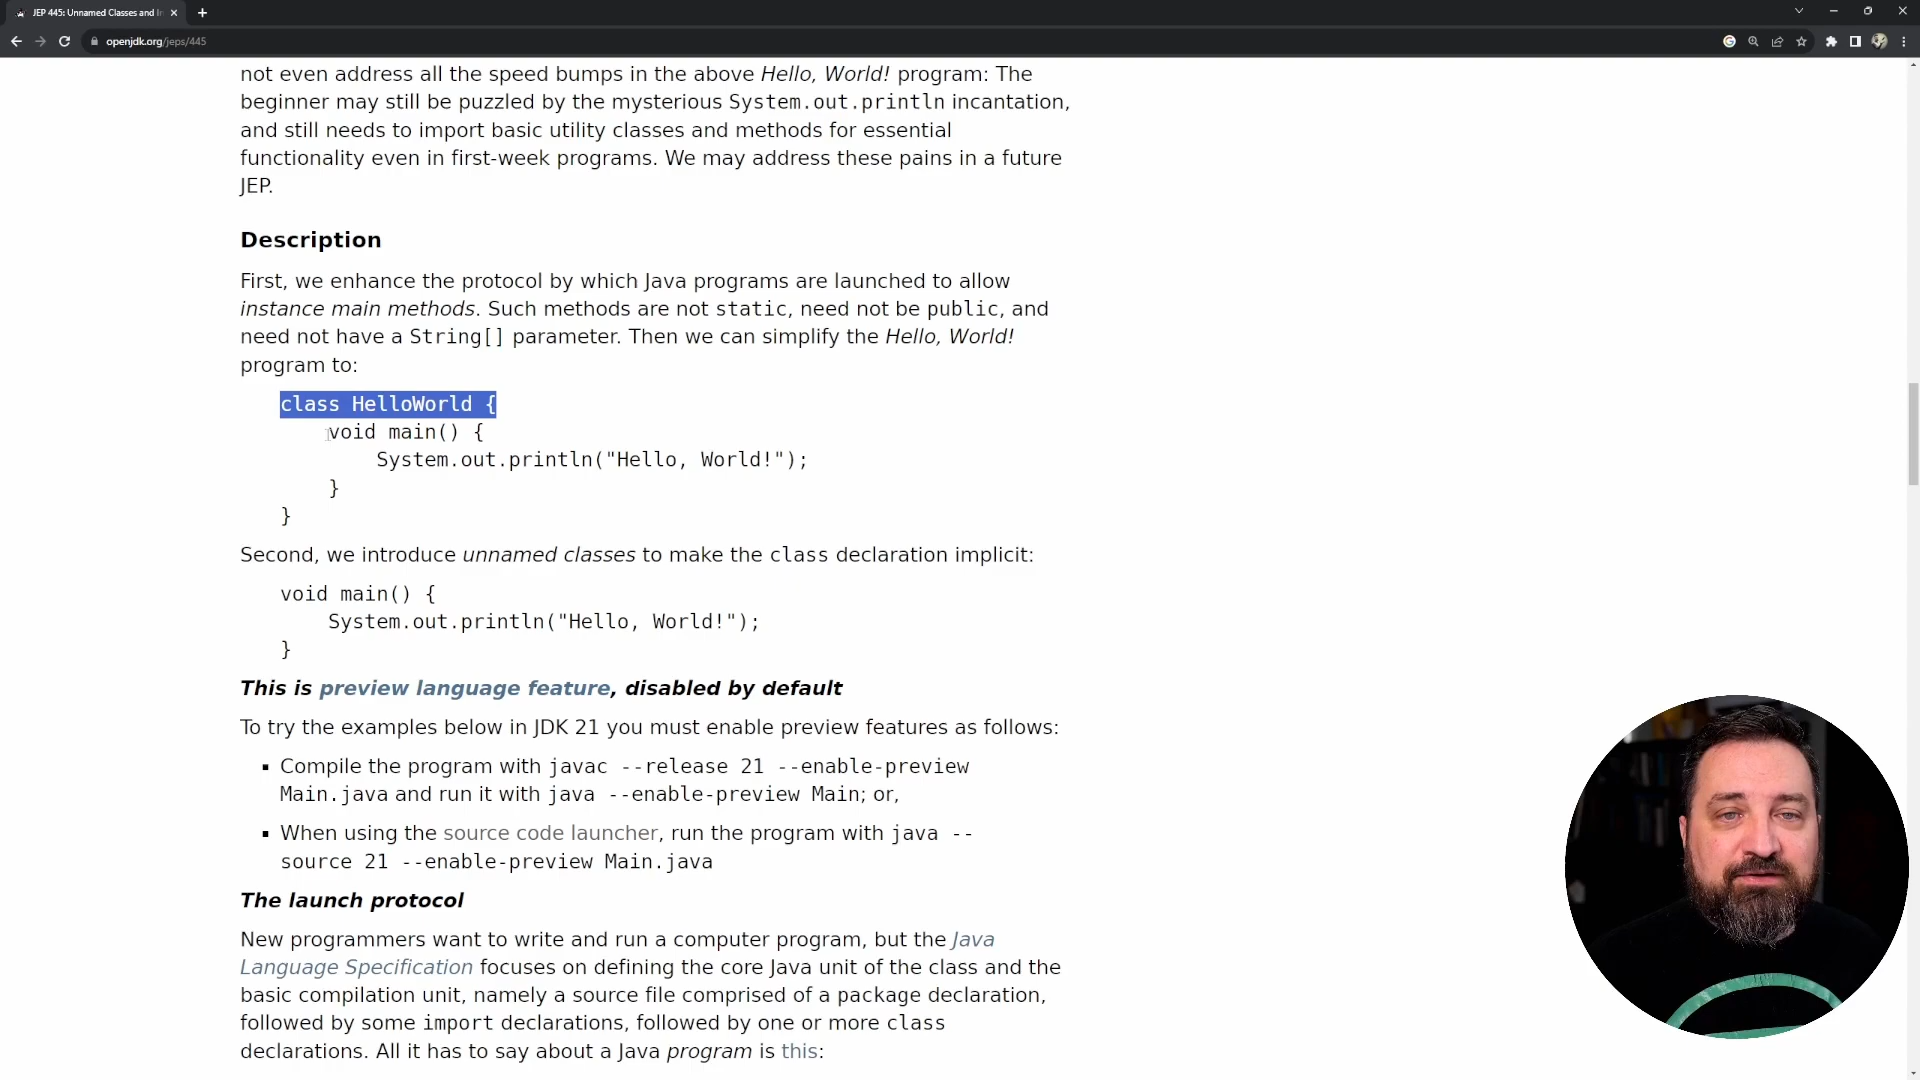 JEP 445: Unnamed Classes and In
openjdk.org/jeps/445
not even address all the speed bumps in the above Hello, World! program: The
beginner may still be puzzled by the mysterious System.out.println incantation,
and still needs to import basic utility classes and methods for essential
functionality even in first-week programs. We may address these pains in a future
JEP.
Description
First, we enhance the protocol by which Java programs are launched to allow
instance main methods. Such methods are not static, need not be public, and
need not have a String[] parameter. Then we can simplify the Hello, World!
program to:
class HelloWorld {
    void main() {
        System.out.println("Hello, World!");
    }
}
Second, we introduce unnamed classes to make the class declaration implicit:
void main() {
    System.out.println("Hello, World!");
}
This is preview language feature, disabled by default
To try the examples below in JDK 21 you must enable preview features as follows:
▪ Compile the program with javac --release 21 --enable-preview
Main.java and run it with java --enable-preview Main; or,
▪ When using the source code launcher, run the program with java --
source 21 --enable-preview Main.java
The launch protocol
New programmers want to write and run a computer program, but the Java
Language Specification focuses on defining the core Java unit of the class and the
basic compilation unit, namely a source file comprised of a package declaration,
followed by some import declarations, followed by one or more class
declarations. All it has to say about a Java program is this: